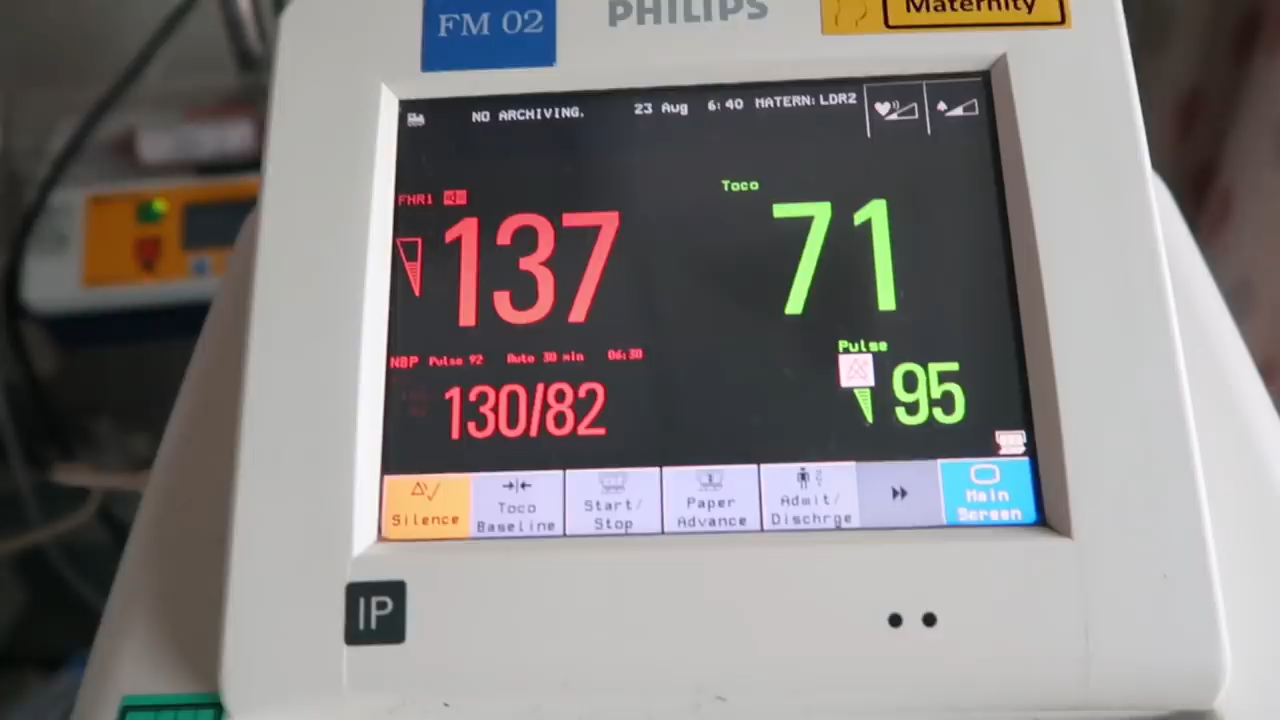 FM 02
PHILIPS
Maternity
NO ARCHIVING.
23 Aug 6:40 MATERN: LDR2
FHR1
Toco
137
71
NBP Pulse 92 Auto 30 min 06:30
130/82
Pulse
95
Silence
Toco
Baseline
Start/
Stop
Paper
Advance
Admit/
Dischrge
Main
Screen
IP